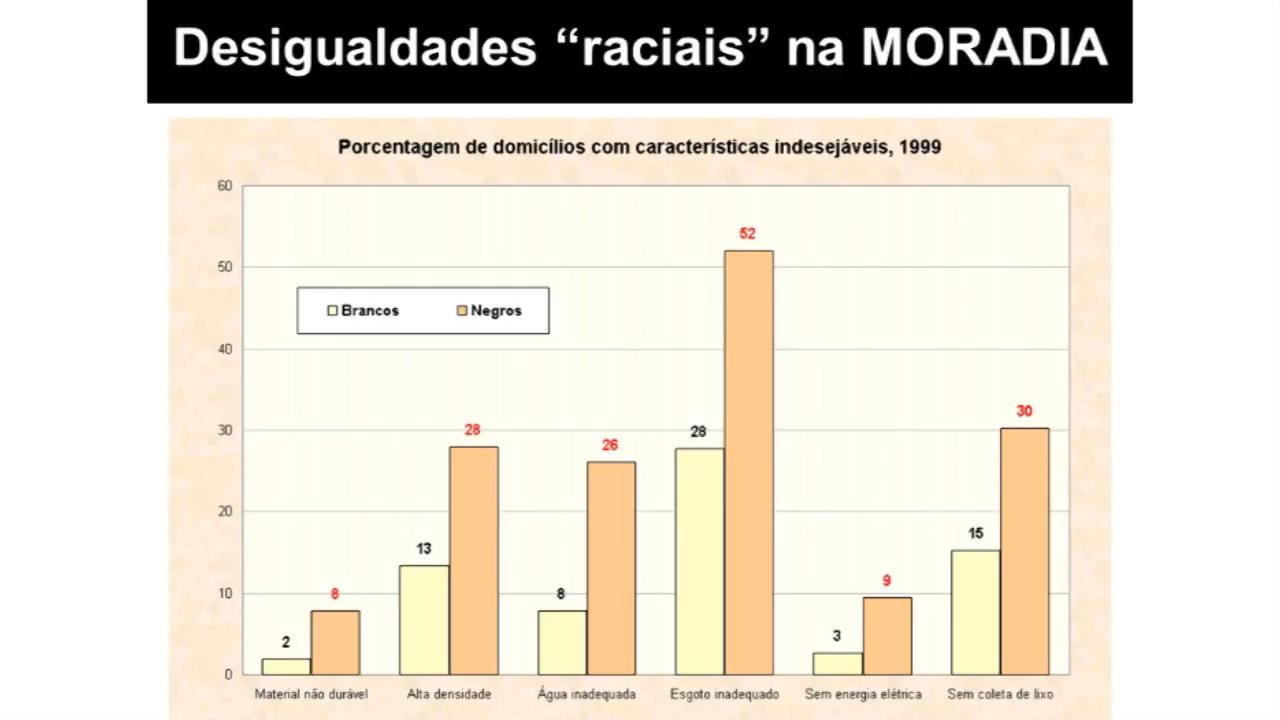 Desigualdades “raciais” na MORADIA
Porcentagem de domicílios com características indesejáveis, 1999
60
50
40
30
20
10
0
Brancos
Negros
2
8
13
28
8
26
28
52
3
9
15
30
Material não durável
Alta densidade
Água inadequada
Esgoto inadequado
Sem energia elétrica
Sem coleta de lixo